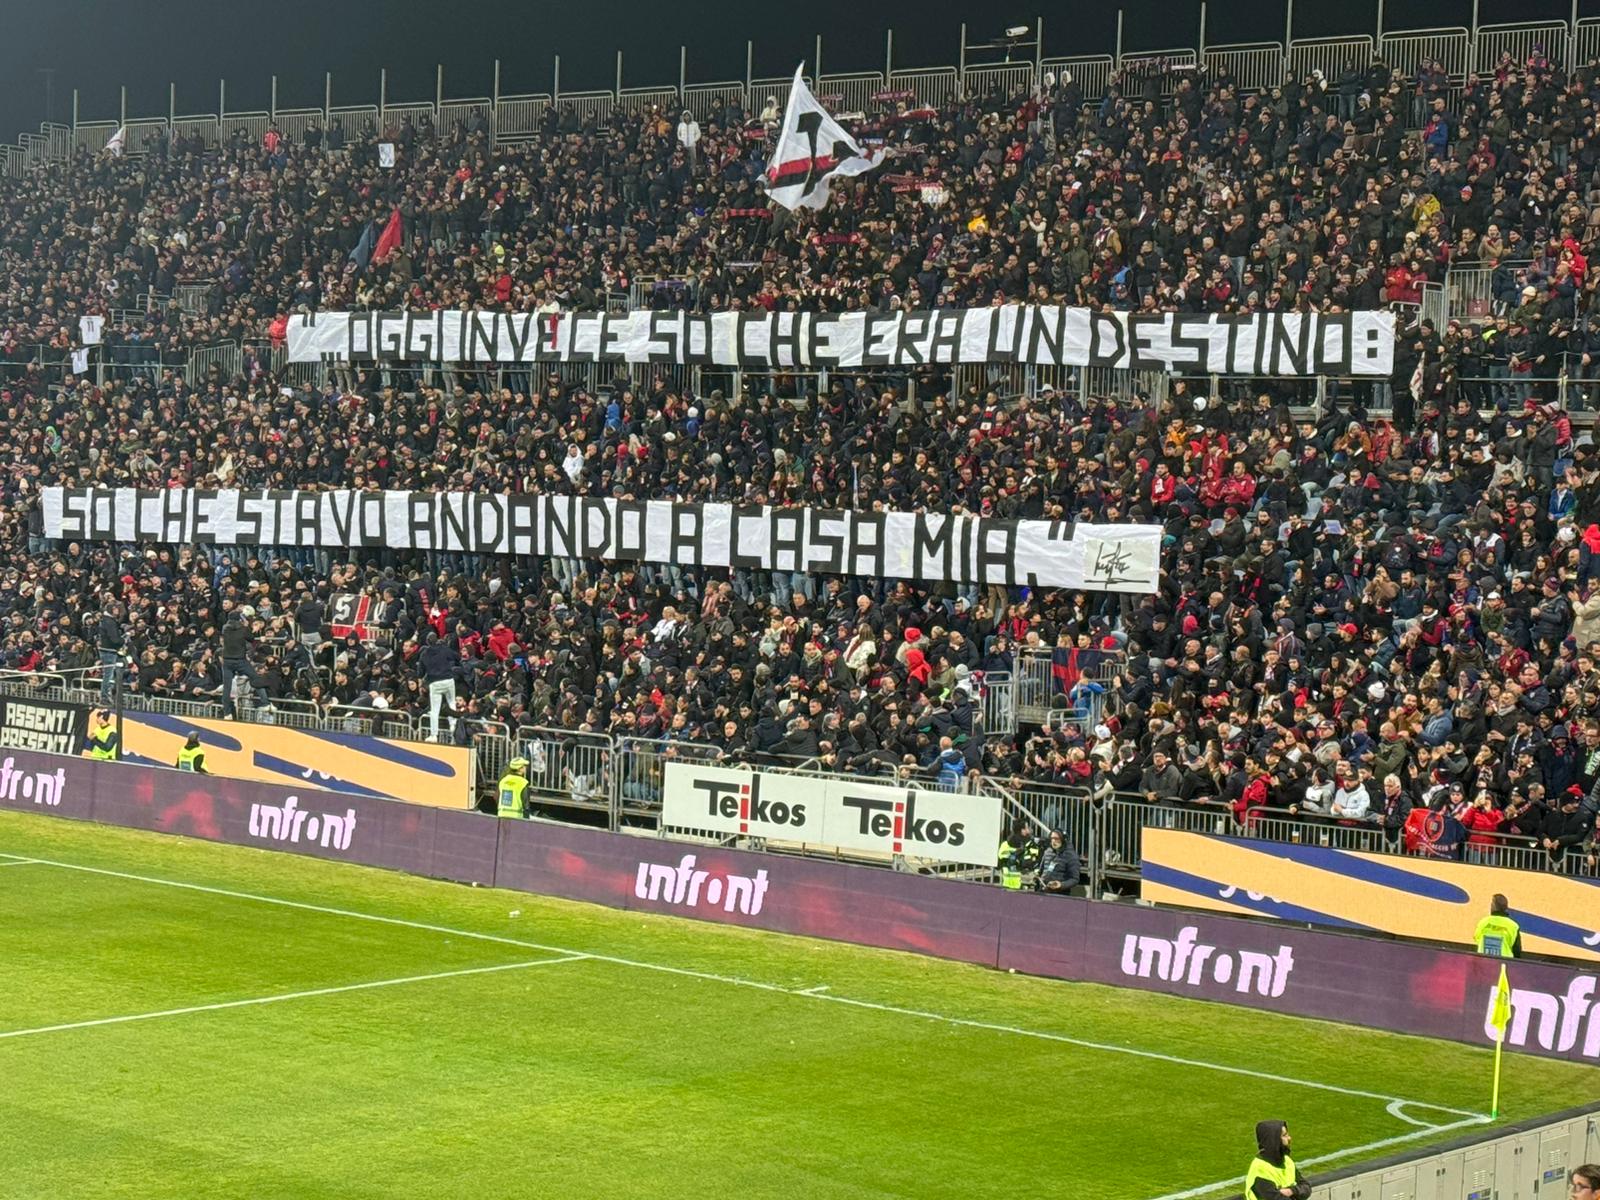 “...OGGI INVECE SO CHE ERA UN DESTINO:
SO CHE STAVO ANDANDO A CASA MIA.“
ASSENTI
PRESENTI
Teikos Teikos
infront infront infront infront